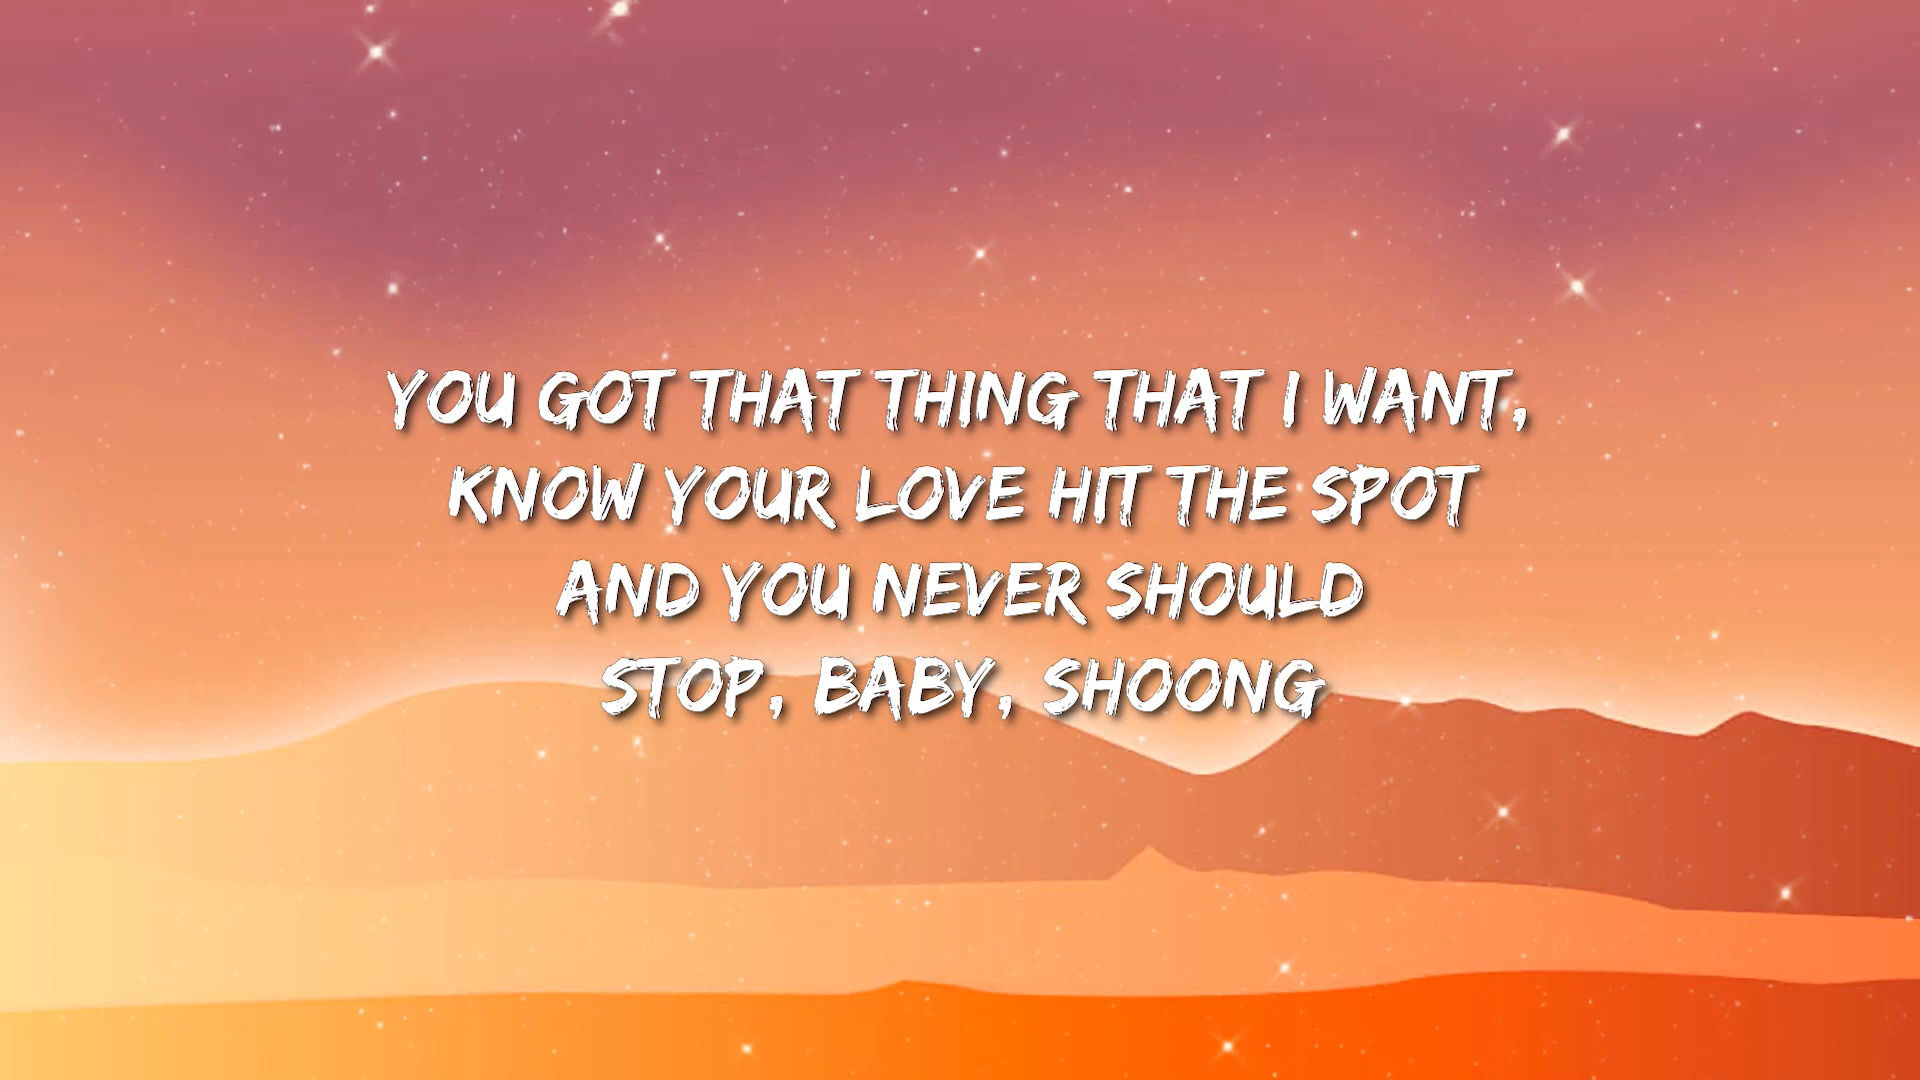 YOU GOT THAT THING THAT I WANT,
KNOW YOUR LOVE HIT THE SPOT
AND YOU NEVER SHOULD
STOP, BABY, SHOONG